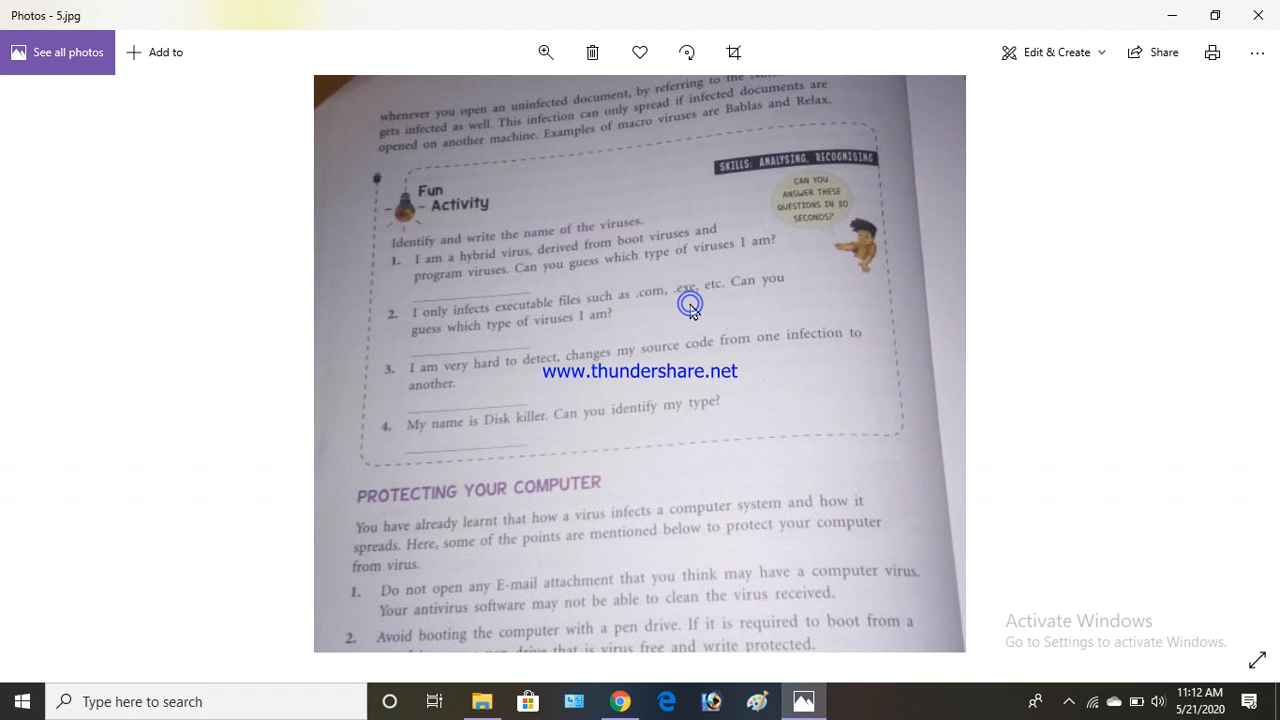 Photos - 5.jpg
See all photos
Add to
Edit & Create
Share
whenever you open an uninfected document, by referring to the
gets infected as well. This infection can only spread if infected documents are
opened on another machine. Examples of macro viruses are Bablas and Relax.
SKILLS: ANALYSING, RECOGNISING
Fun
Activity
CAN YOU
ANSWER THESE
QUESTIONS IN 30
SECONDS?
Identify and write the name of the viruses.
1. I am a hybrid virus, derived from boot viruses and
program viruses. Can you guess which type of viruses I am?
2. I only infects executable files such as .com, .exe, etc. Can you
guess which type of viruses I am?
3. I am very hard to detect, changes my source code from one infection to
another.
www.thundershare.net
4. My name is Disk killer. Can you identify my type?
PROTECTING YOUR COMPUTER
You have already learnt that how a virus infects a computer system and how it
spreads. Here, some of the points are mentioned below to protect your computer
from virus.
1. Do not open any E-mail attachment that you think may have a computer virus.
Your antivirus software may not be able to clean the virus received.
2. Avoid booting the computer with a pen drive. If it is required to boot from a
pen drive that is virus free and write protected.
Activate Windows
Go to Settings to activate Windows.
Type here to search
11:12 AM
5/21/2020